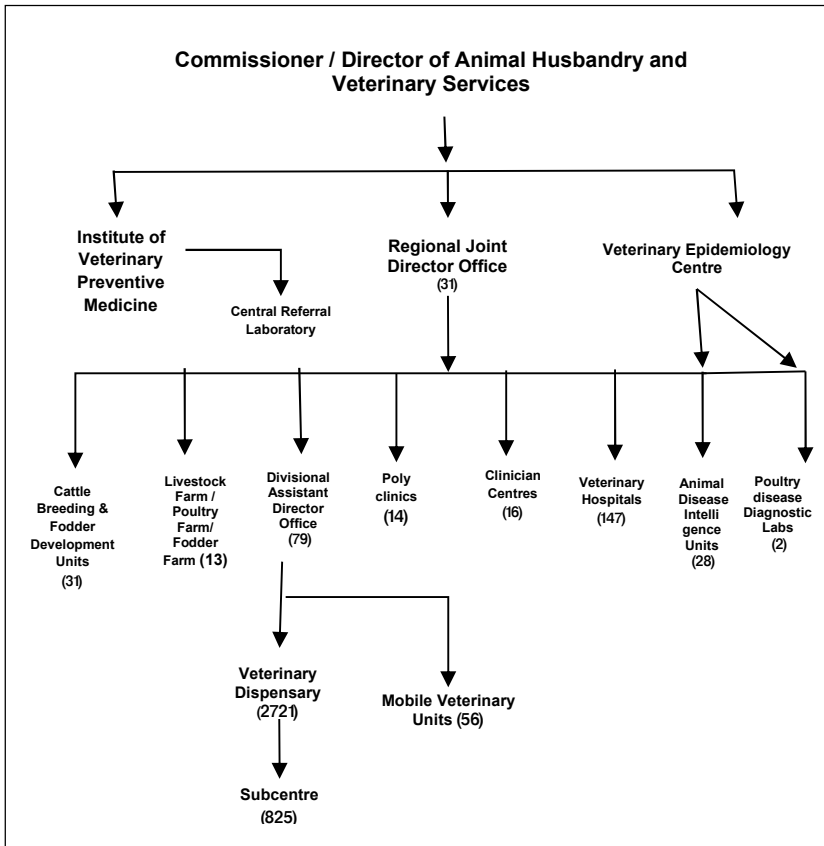 Commissioner / Director of Animal Husbandry and
Veterinary Services
Institute of
Veterinary
Preventive
Medicine
Regional Joint
Director Office
(31)
Veterinary Epidemiology
Centre
Central Referral
Laboratory
Cattle
Breeding &
Fodder
Development
Units
(31)
Livestock
Farm /
Poultry
Farm/
Fodder
Farm (13)
Divisional
Assistant
Director
Office
(79)
Poly
clinics
(14)
Clinician
Centres
(16)
Veterinary
Hospitals
(147)
Animal
Disease
Intelli
gence
Units
(28)
Poultry
disease
Diagnostic
Labs
(2)
Veterinary
Dispensary
(2721)
Mobile Veterinary
Units (56)
Subcentre
(825)